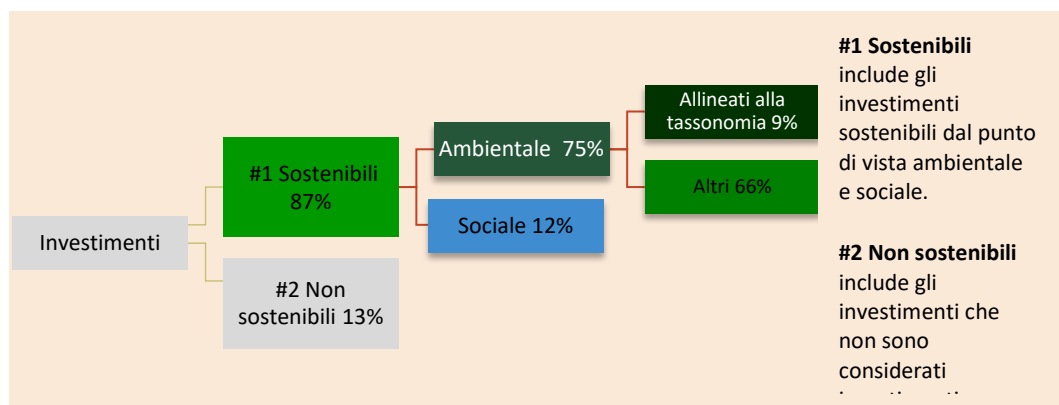 Investimenti
#1 Sostenibili
87%
#2 Non
sostenibili 13%
Ambientale 75%
Sociale 12%
Allineati alla
tassonomia 9%
Altri 66%
#1 Sostenibili
include gli
investimenti
sostenibili dal punto
di vista ambientale
e sociale.
#2 Non sostenibili
include gli
investimenti che
non sono
considerati